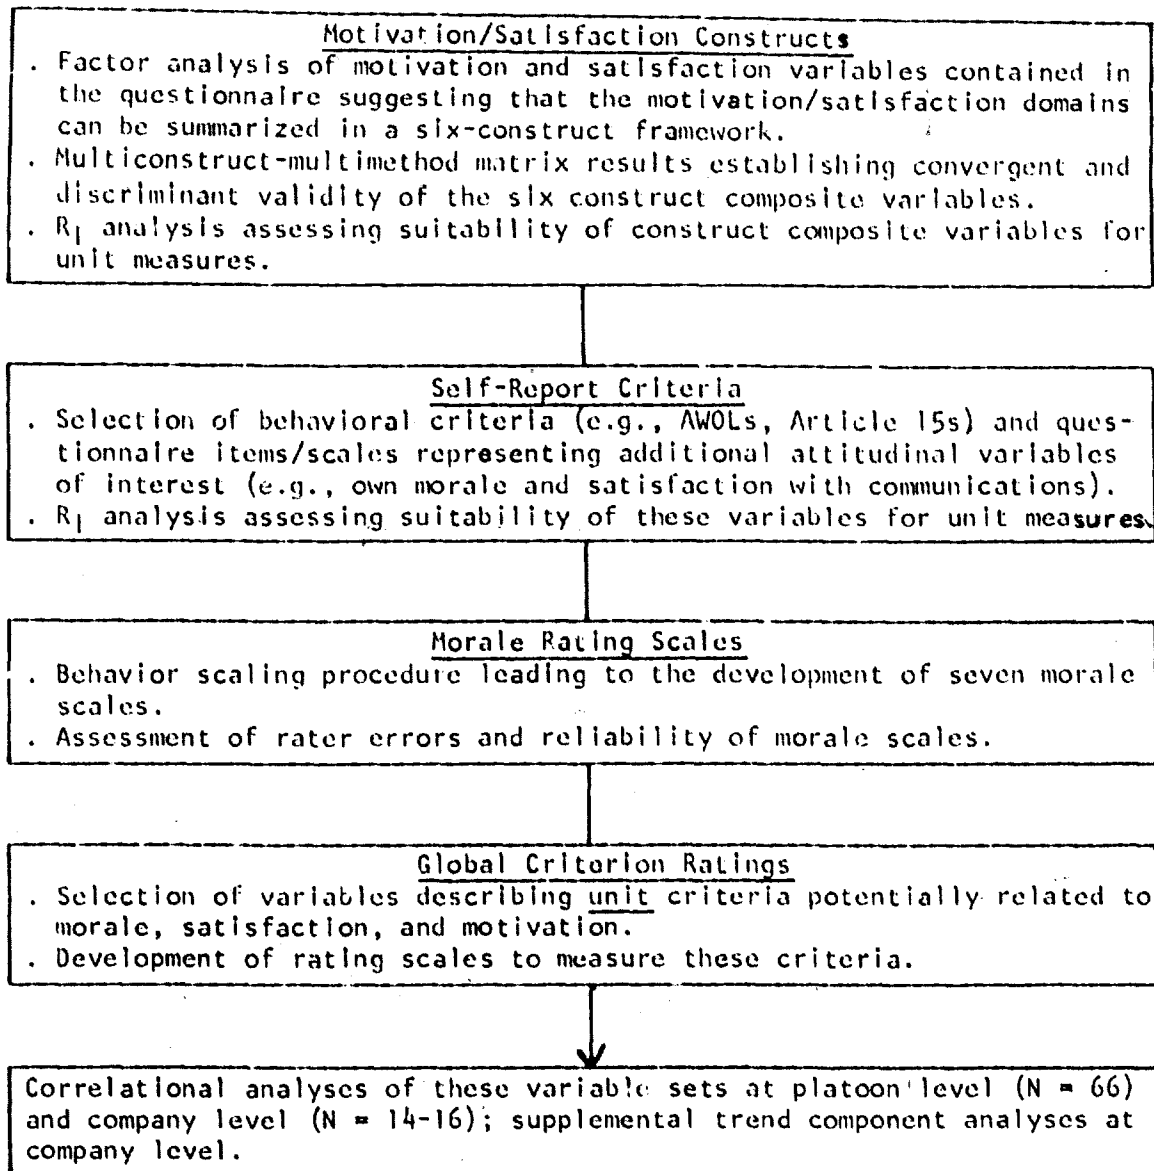 Motivation/Satisfaction Constructs
. Factor analysis of motivation and satisfaction variables contained in
the questionnaire suggesting that the motivation/satisfaction domains
can be summarized in a six-construct framework.
. Multiconstruct-multimethod matrix results establishing convergent and
discriminant validity of the six construct composite variables.
. R₁ analysis assessing suitability of construct composite variables for
unit measures.
Self-Report Criteria
. Selection of behavioral criteria (e.g., AWOLs, Article 15s) and ques-
tionnaire items/scales representing additional attitudinal variables
of interest (e.g., own morale and satisfaction with communications).
. R₁ analysis assessing suitability of these variables for unit measures.
Morale Rating Scales
. Behavior scaling procedure leading to the development of seven morale
scales.
. Assessment of rater errors and reliability of morale scales.
Global Criterion Ratings
. Selection of variables describing unit criteria potentially related to
morale, satisfaction, and motivation.
. Development of rating scales to measure these criteria.
Correlational analyses of these variable sets at platoon level (N = 66)
and company level (N = 14-16); supplemental trend component analyses at
company level.